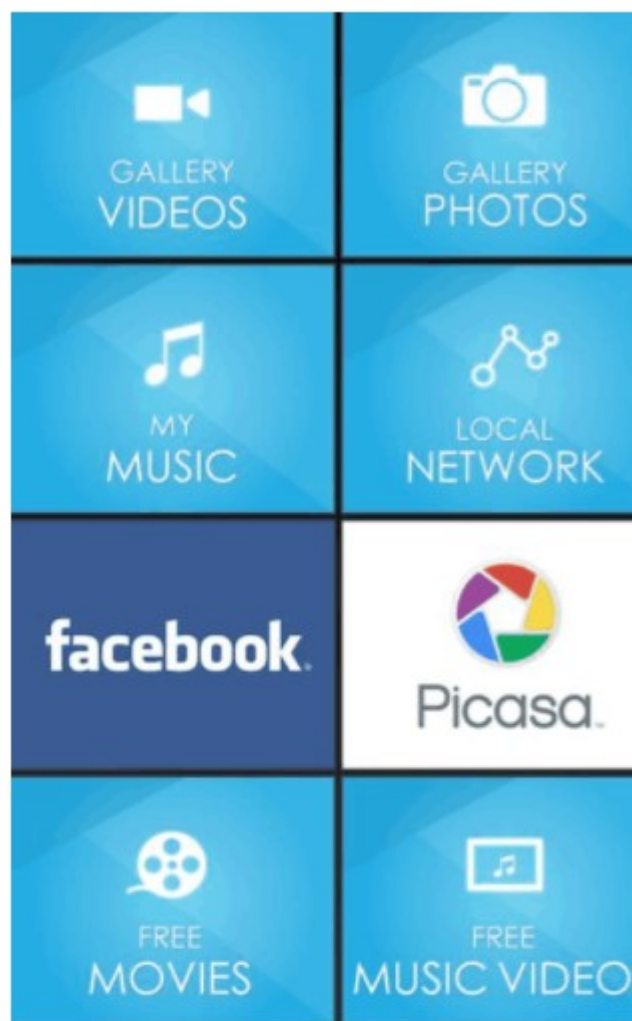 GALLERY
VIDEOS
GALLERY
PHOTOS
MY
MUSIC
LOCAL
NETWORK
facebook
Picasa
FREE
MOVIES
FREE
MUSIC VIDEO